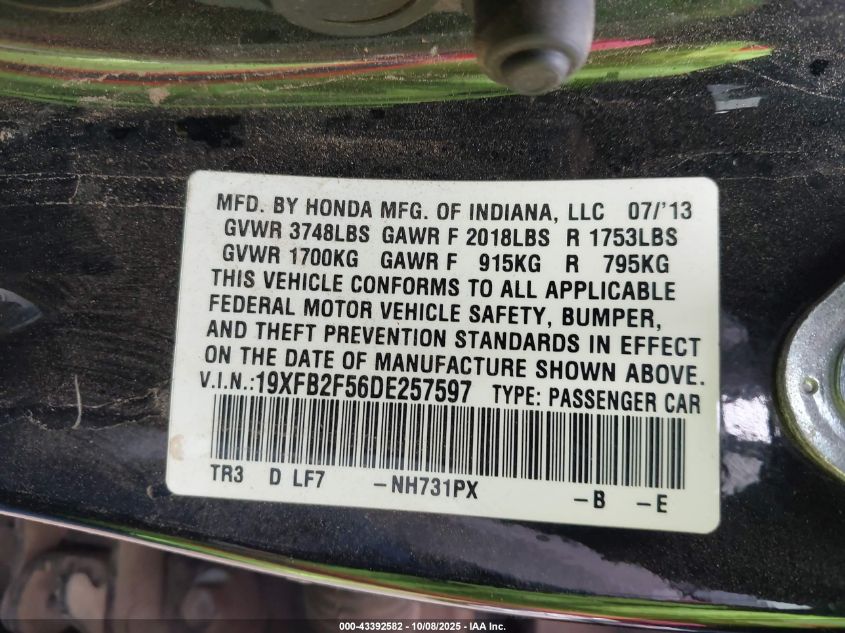 MFD. BY HONDA MFG. OF INDIANA, LLC 07/'13
GVWR 3748LBS GAWR F 2018LBS R 1753LBS
GVWR 1700KG GAWR F 915KG R 795KG
THIS VEHICLE CONFORMS TO ALL APPLICABLE
FEDERAL MOTOR VEHICLE SAFETY, BUMPER,
AND THEFT PREVENTION STANDARDS IN EFFECT
ON THE DATE OF MANUFACTURE SHOWN ABOVE.
V.I.N.:19XFB2F56DE257597 TYPE: PASSENGER CAR
TR3 D LF7 -NH731PX -B -E
000-43392582 - 10/08/2025 - IAA Inc.